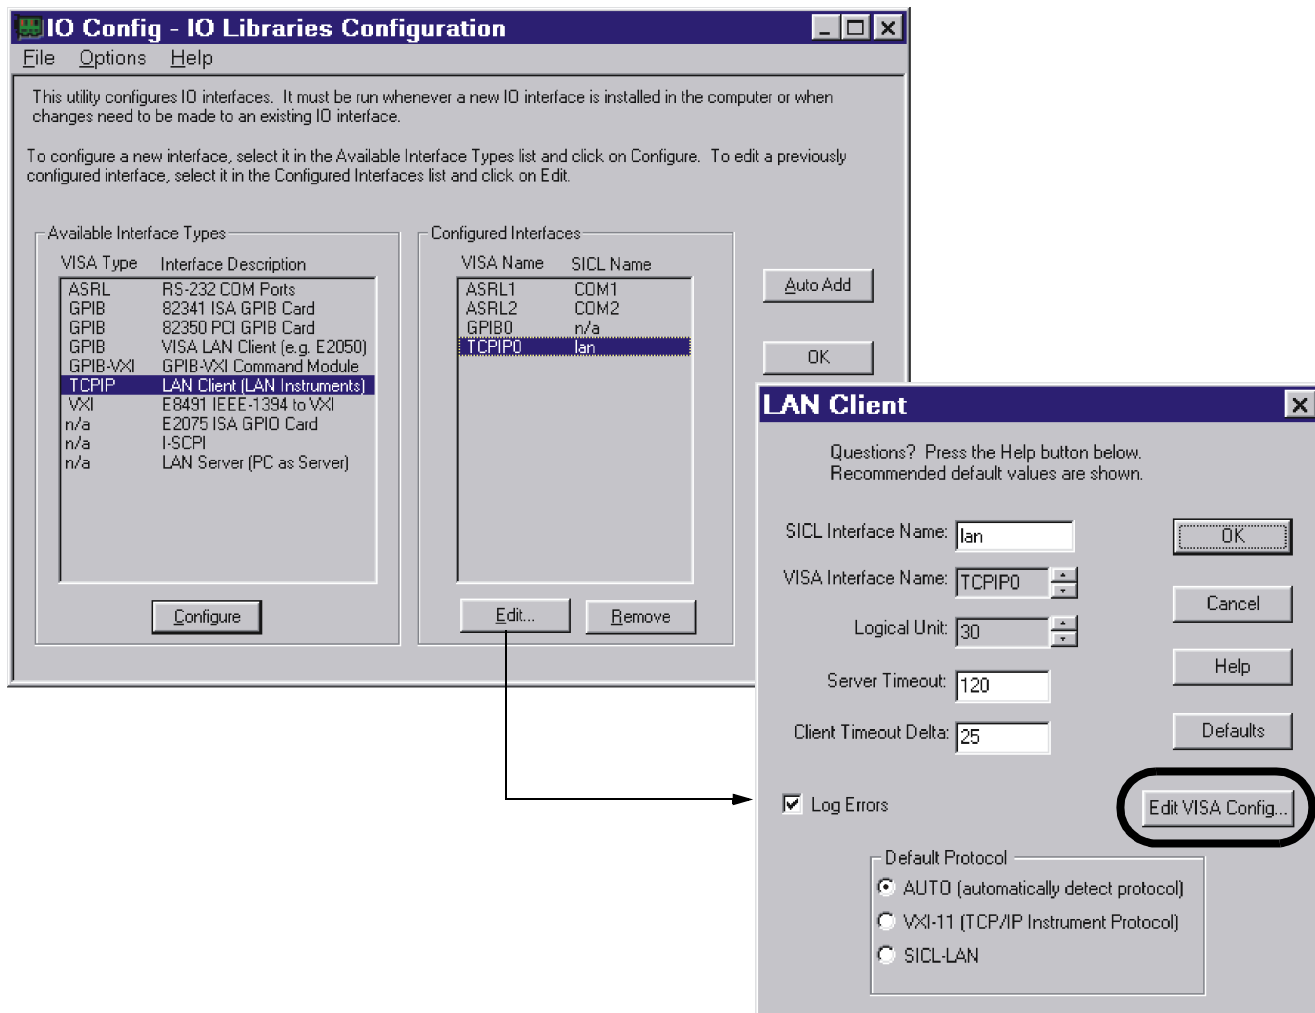 IO Config - IO Libraries Configuration
File Options Help
This utility configures IO interfaces. It must be run whenever a new IO interface is installed in the computer or when
changes need to be made to an existing IO interface.
To configure a new interface, select it in the Available Interface Types list and click on Configure. To edit a previously
configured interface, select it in the Configured Interfaces list and click on Edit.
Available Interface Types
VISA Type Interface Description
ASRL RS-232 COM Ports
GPIB 82341 ISA GPIB Card
GPIB 82350 PCI GPIB Card
GPIB VISA LAN Client (e.g. E2050)
GPIB-VXI GPIB-VXI Command Module
TCPIP LAN Client (LAN Instruments)
VXI E8491 IEEE-1394 to VXI
n/a E2075 ISA GPIO Card
n/a I-SCPI
n/a LAN Server (PC as Server)
Configure
Configured Interfaces
VISA Name SICL Name
ASRL1 COM1
ASRL2 COM2
GPIB0 n/a
TCPIP0 lan
Edit... Remove
Auto Add
OK
LAN Client
Questions? Press the Help button below.
Recommended default values are shown.
SICL Interface Name: lan
VISA Interface Name: TCPIP0
Logical Unit: 30
Server Timeout: 120
Client Timeout Delta: 25
OK
Cancel
Help
Defaults
Log Errors
Edit VISA Config...
Default Protocol
AUTO (automatically detect protocol)
VXI-11 (TCP/IP Instrument Protocol)
SICL-LAN